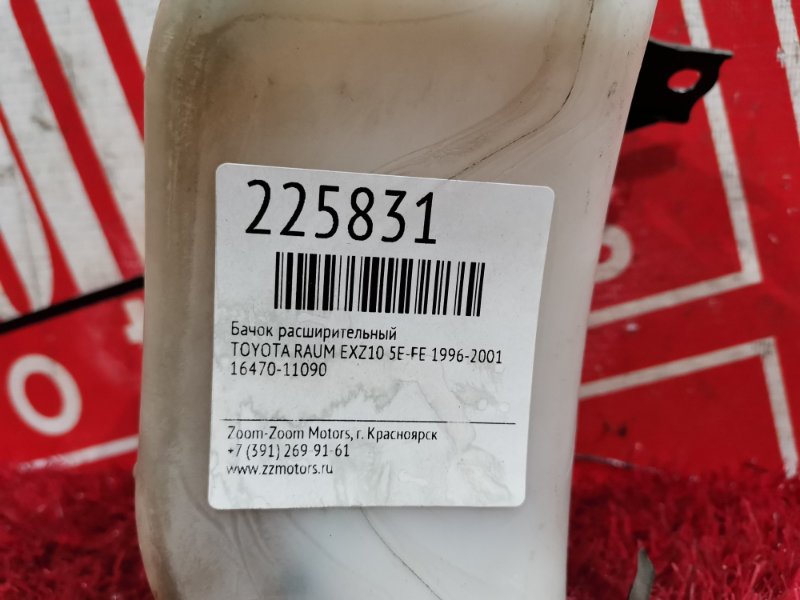 225831
Бачок расширительный
TOYOTA RAUM EXZ10 5E-FE 1996-2001
16470-11090
Zoom-Zoom Motors, г. Красноярск
+7 (391) 269-91-61
www.zzmotors.ru